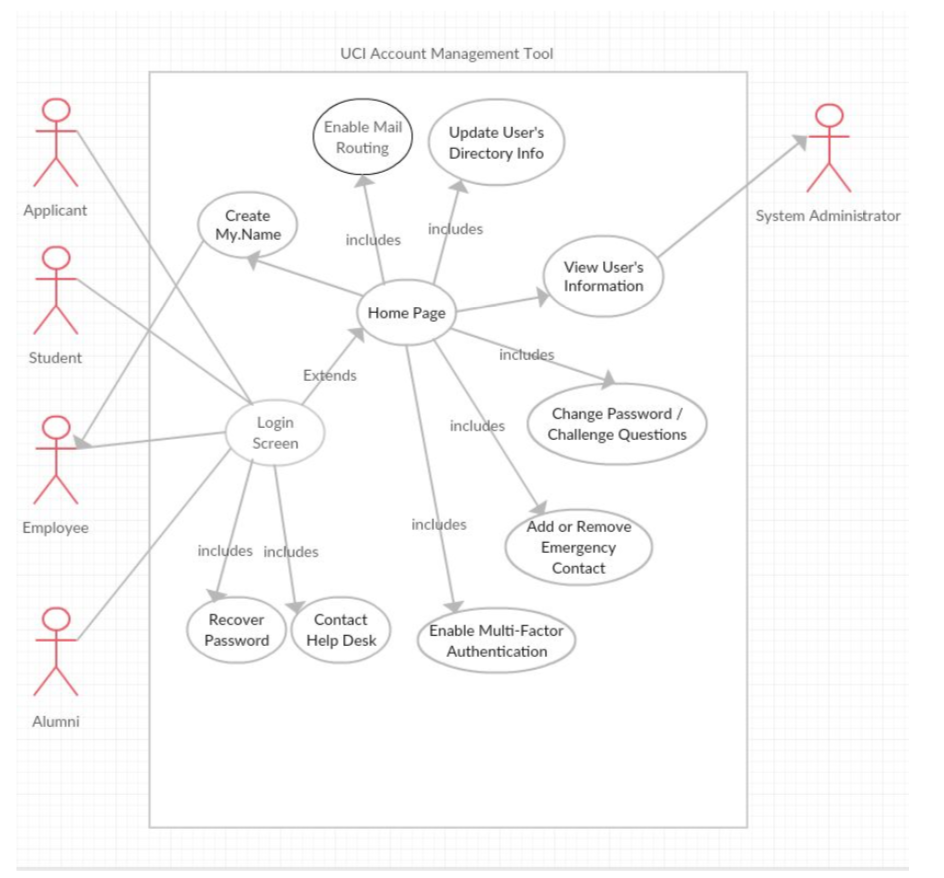 UCI Account Management Tool
Enable Mail
Routing
Update User's
Directory Info
Applicant
System Administrator
Create
My.Name
includes
includes
View User's
Information
Home Page
Student
includes
Extends
Login
Screen
Change Password /
Challenge Questions
includes
Employee
includes
Add or Remove
Emergency
Contact
includes
includes
Recover
Password
Contact
Help Desk
Enable Multi-Factor
Authentication
Alumni